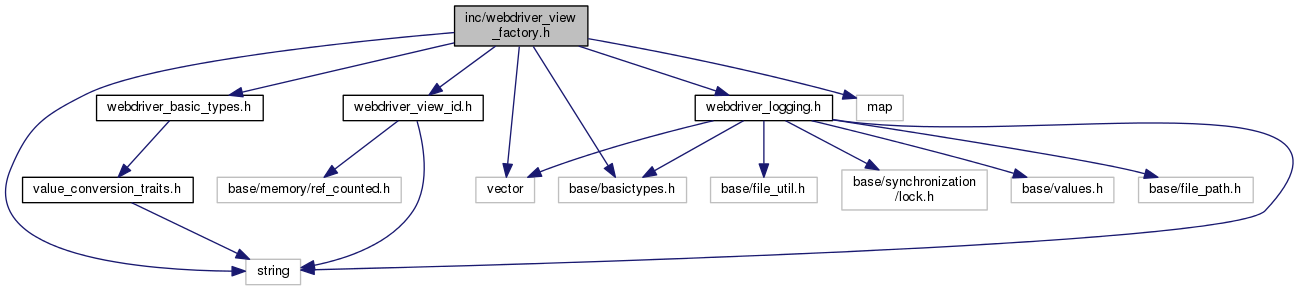 inc/webdriver_view
_factory.h
webdriver_basic_types.h
webdriver_view_id.h
webdriver_logging.h
map
value_conversion_traits.h
base/memory/ref_counted.h
vector
base/basictypes.h
base/file_util.h
base/synchronization
/lock.h
base/values.h
base/file_path.h
string